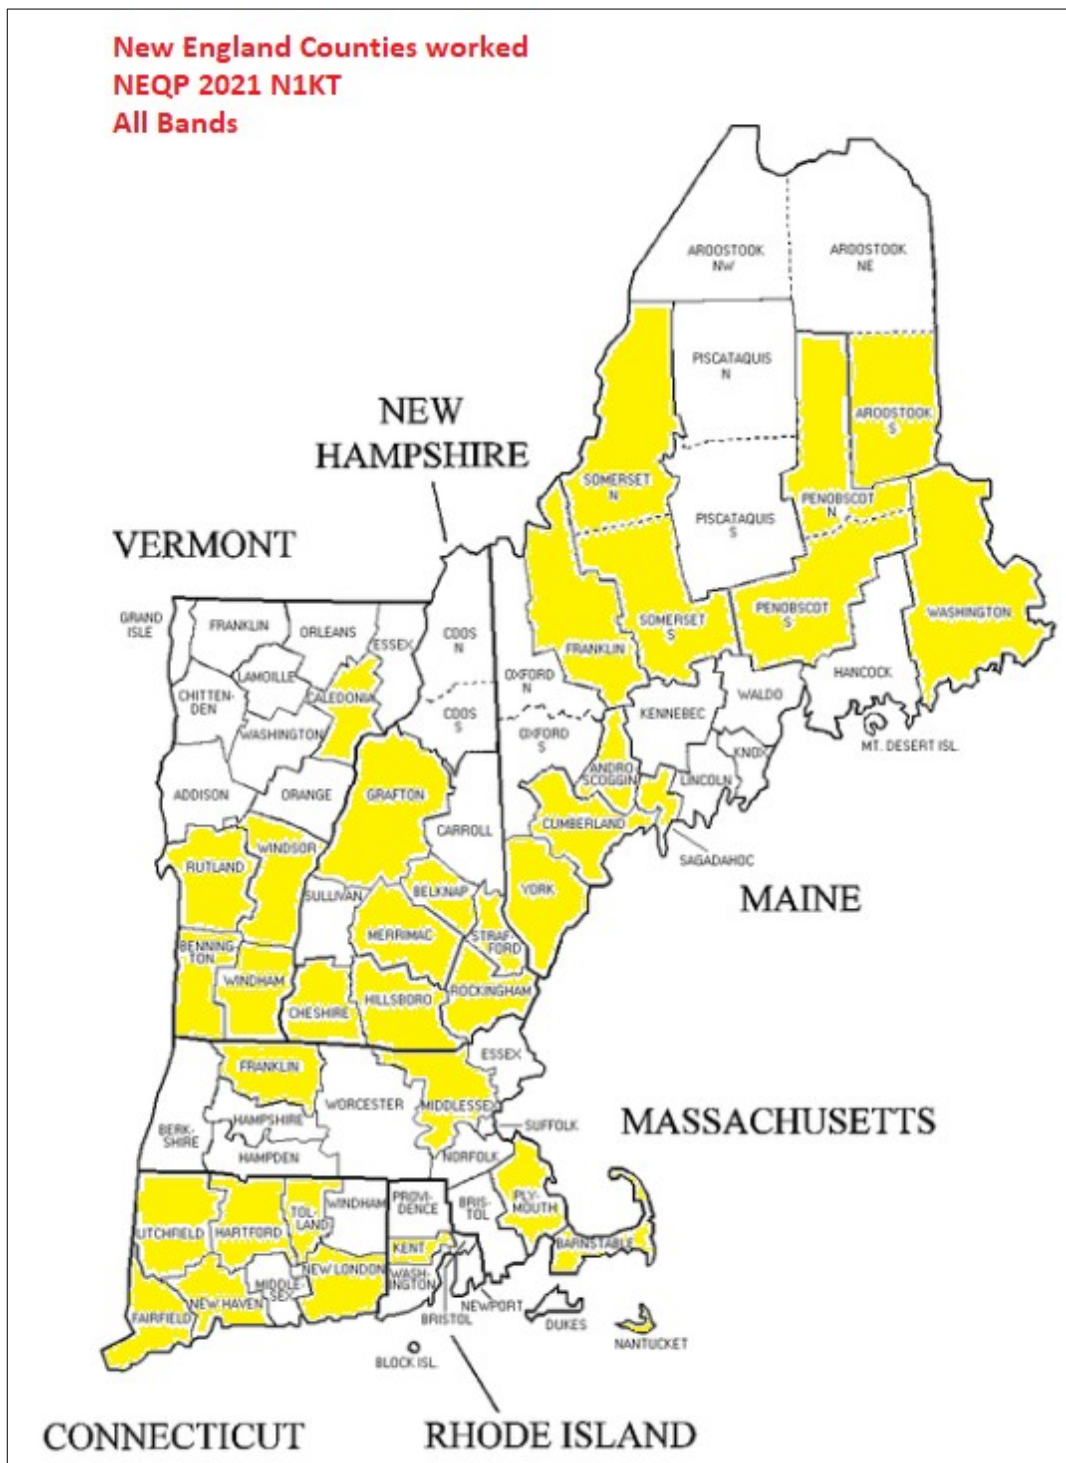 New England Counties worked
NEQP 2021 N1KT
All Bands
AROOSTOOK
NW
AROOSTOOK
NE
PISCATAQUIS
N
AROOSTOOK
S
NEW
HAMPSHIRE
SOMERSET
N
PENOBSCOT
N
PISCATAQUIS
S
VERMONT
GRAND
ISLE
FRANKLIN
ORLEANS
ESSEX
COOS
N
SOMERSET
S
PENOBSCOT
S
WASHINGTON
FRANKLIN
LAMOILLE
CALEDONIA
CHITTEN-
DEN
OXFORD
N
HANCOCK
WALDO
KENNEBEC
COOS
S
WASHINGTON
OXFORD
S
MT. DESERT ISL.
KNOX
LINCOLN
ANDRO
SCOGGIN
ADDISON
ORANGE
GRAFTON
CARROLL
CUMBERLAND
SAGADAHOC
RUTLAND
WINDSOR
SULLIVAN
BELKNAP
YORK
MAINE
MERRIMAC
STRAF-
FORD
BENNING-
TON
WINDHAM
CHESHIRE
HILLSBORO
ROCKINGHAM
FRANKLIN
ESSEX
WORCESTER
MIDDLESEX
HAMPSHIRE
BERK-
SHIRE
SUFFOLK
MASSACHUSETTS
HAMPDEN
NORFOLK
LITCHFIELD
HARTFORD
TOL-
LAND
WINDHAM
PROVI-
DENCE
BRIS-
TOL
PLY-
MOUTH
KENT
BARNSTABLE
NEW LONDON
WASH-
INGTON
MIDDLE-
SEX
NEW HAVEN
FAIRFIELD
NEWPORT
BRISTOL
DUKES
NANTUCKET
BLOCK ISL.
CONNECTICUT
RHODE ISLAND